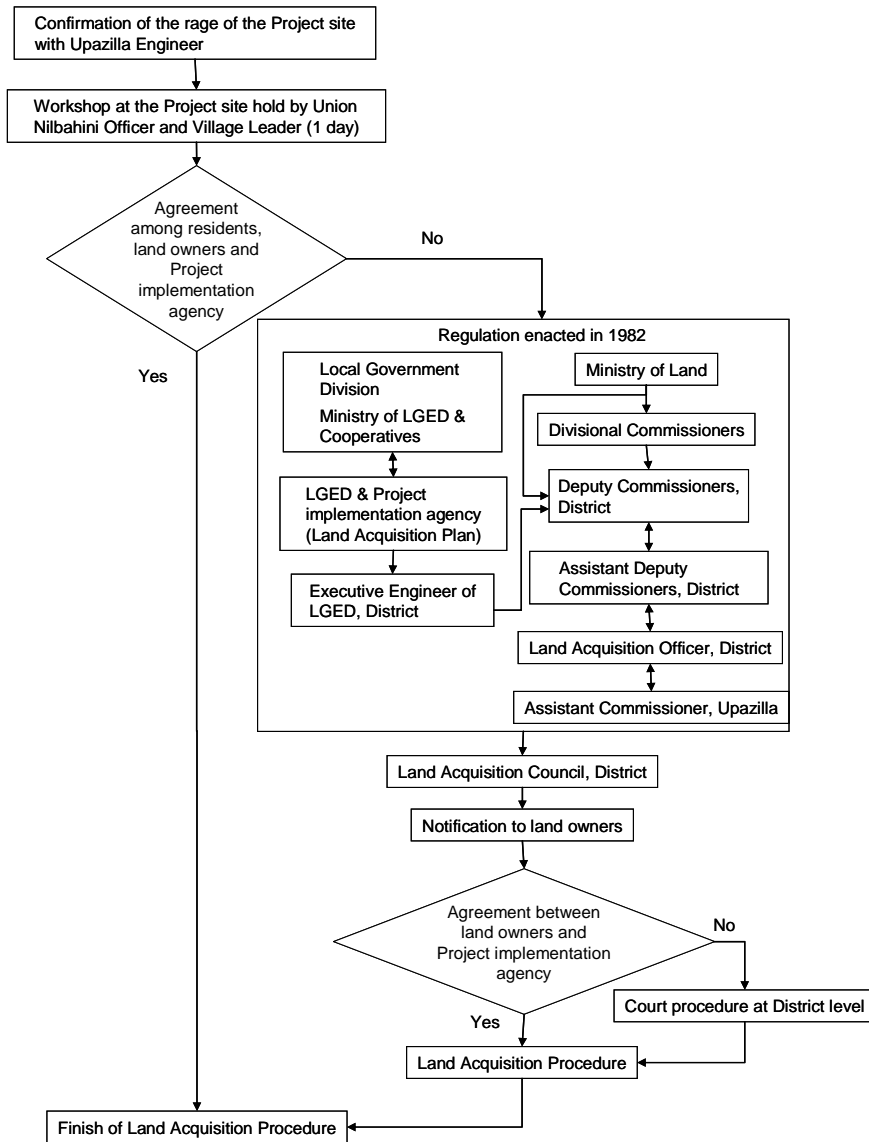 Confirmation of the rage of the Project site
with Upazilla Engineer
Workshop at the Project site hold by Union
Nilbahini Officer and Village Leader (1 day)
Agreement
among residents,
land owners and
Project
implementation
agency
No
Yes
Regulation enacted in 1982
Local Government
Division
Ministry of LGED &
Cooperatives
LGED & Project
implementation agency
(Land Acquisition Plan)
Executive Engineer of
LGED, District
Ministry of Land
Divisional Commissioners
Deputy Commissioners,
District
Assistant Deputy
Commissioners, District
Land Acquisition Officer, District
Assistant Commissioner, Upazilla
Land Acquisition Council, District
Notification to land owners
Agreement between
land owners and
Project implementation
agency
No
Court procedure at District level
Yes
Land Acquisition Procedure
Finish of Land Acquisition Procedure